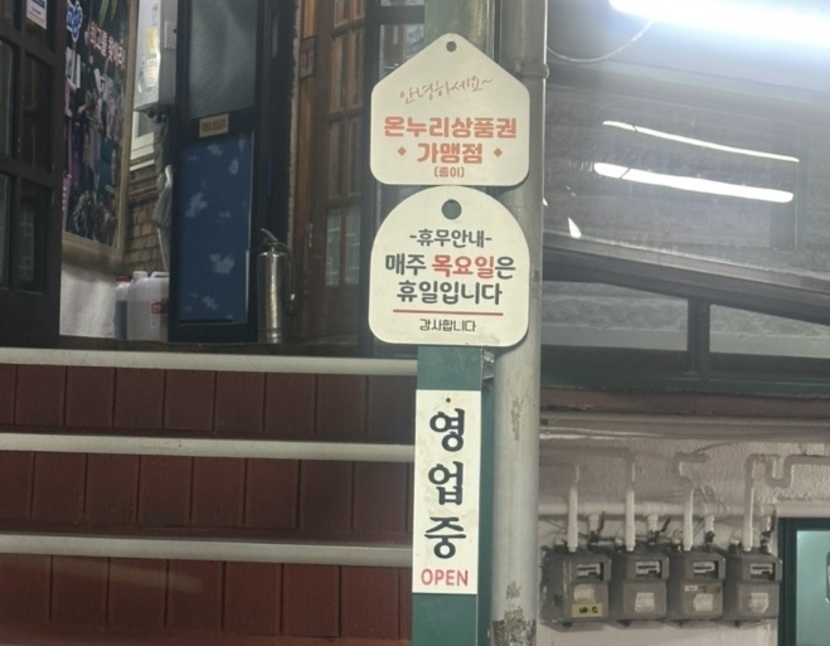 안녕하세요~
온누리상품권
가맹점
(종이)
-휴무안내-
매주 목요일은
휴일입니다
감사합니다
영
업
중
OPEN